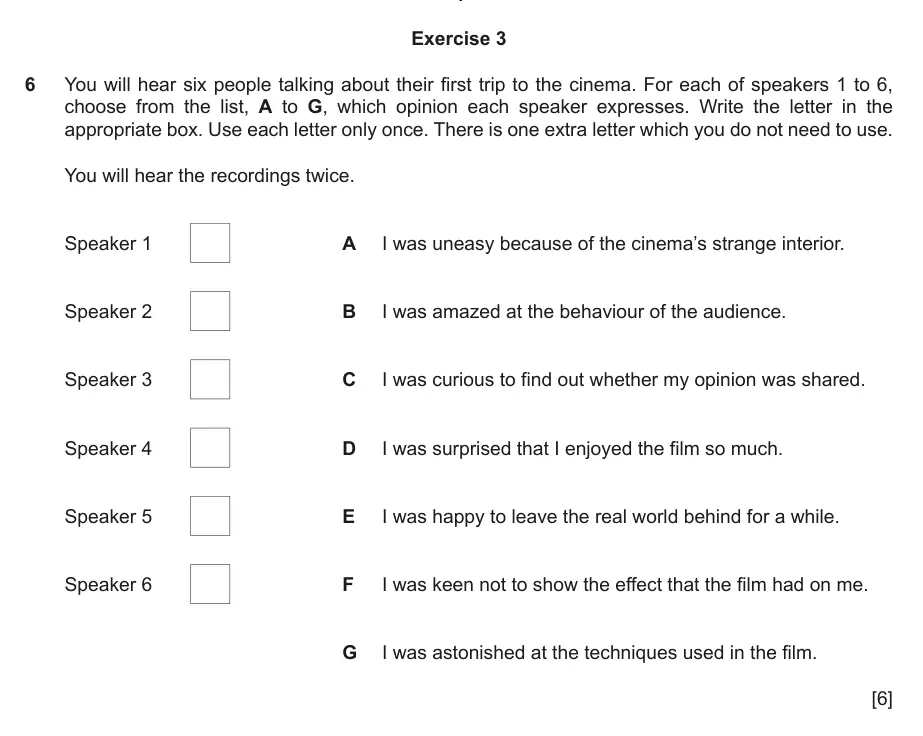 Exercise 3
6 You will hear six people talking about their first trip to the cinema. For each of speakers 1 to 6,
choose from the list, A to G, which opinion each speaker expresses. Write the letter in the
appropriate box. Use each letter only once. There is one extra letter which you do not need to use.
You will hear the recordings twice.
Speaker 1 A I was uneasy because of the cinema's strange interior.
Speaker 2 B I was amazed at the behaviour of the audience.
Speaker 3 C I was curious to find out whether my opinion was shared.
Speaker 4 D I was surprised that I enjoyed the film so much.
Speaker 5 E I was happy to leave the real world behind for a while.
Speaker 6 F I was keen not to show the effect that the film had on me.
G I was astonished at the techniques used in the film.
[6]